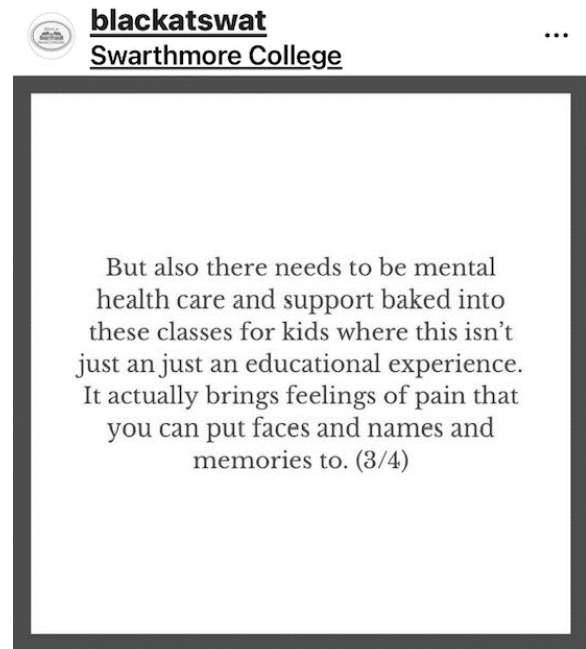 blackatswat
Swarthmore College
But also there needs to be mental
health care and support baked into
these classes for kids where this isn’t
just an just an educational experience.
It actually brings feelings of pain that
you can put faces and names and
memories to. (3/4)